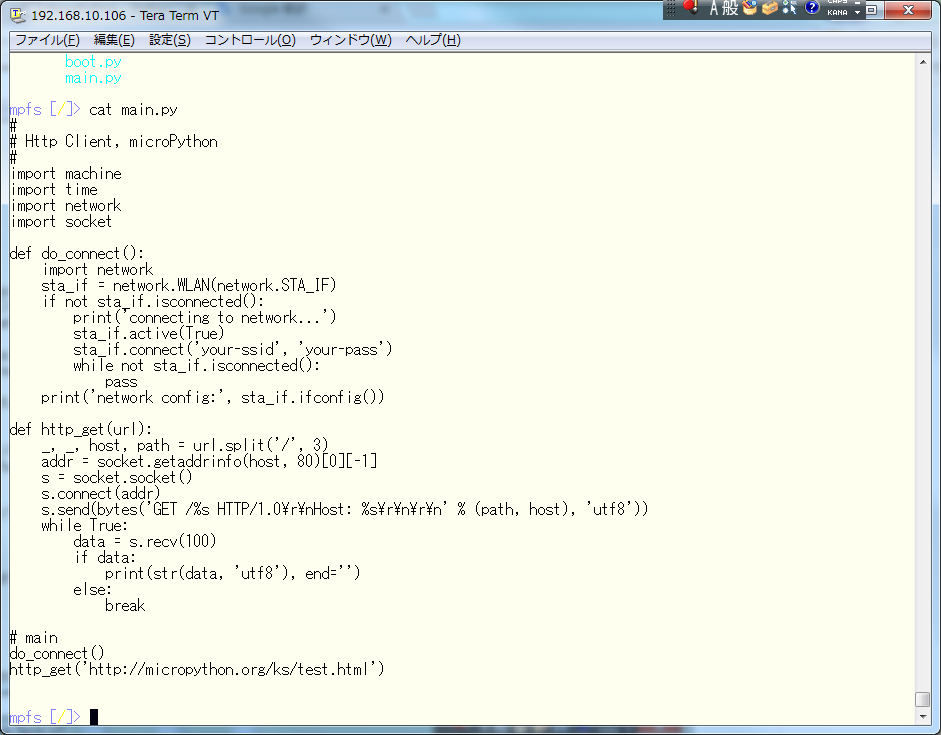 192.168.10.106 - Tera Term VT
A 般
CAPS
KANA
ファイル(F) 編集(E) 設定(S) コントロール(O) ウィンドウ(W) ヘルプ(H)
boot.py
main.py
mpfs [/]> cat main.py
#
# Http Client, microPython
#
import machine
import time
import network
import socket
def do_connect():
import network
sta_if = network.WLAN(network.STA_IF)
if not sta_if.isconnected():
print('connecting to network...')
sta_if.active(True)
sta_if.connect('your-ssid', 'your-pass')
while not sta_if.isconnected():
pass
print('network config:', sta_if.ifconfig())
def http_get(url):
_, _, host, path = url.split('/', 3)
addr = socket.getaddrinfo(host, 80)[0][-1]
s = socket.socket()
s.connect(addr)
s.send(bytes('GET /%s HTTP/1.0¥r¥nHost: %s¥r¥n¥r¥n' % (path, host), 'utf8'))
while True:
data = s.recv(100)
if data:
print(str(data, 'utf8'), end='')
else:
break
# main
do_connect()
http_get('http://micropython.org/ks/test.html')
mpfs [/]>